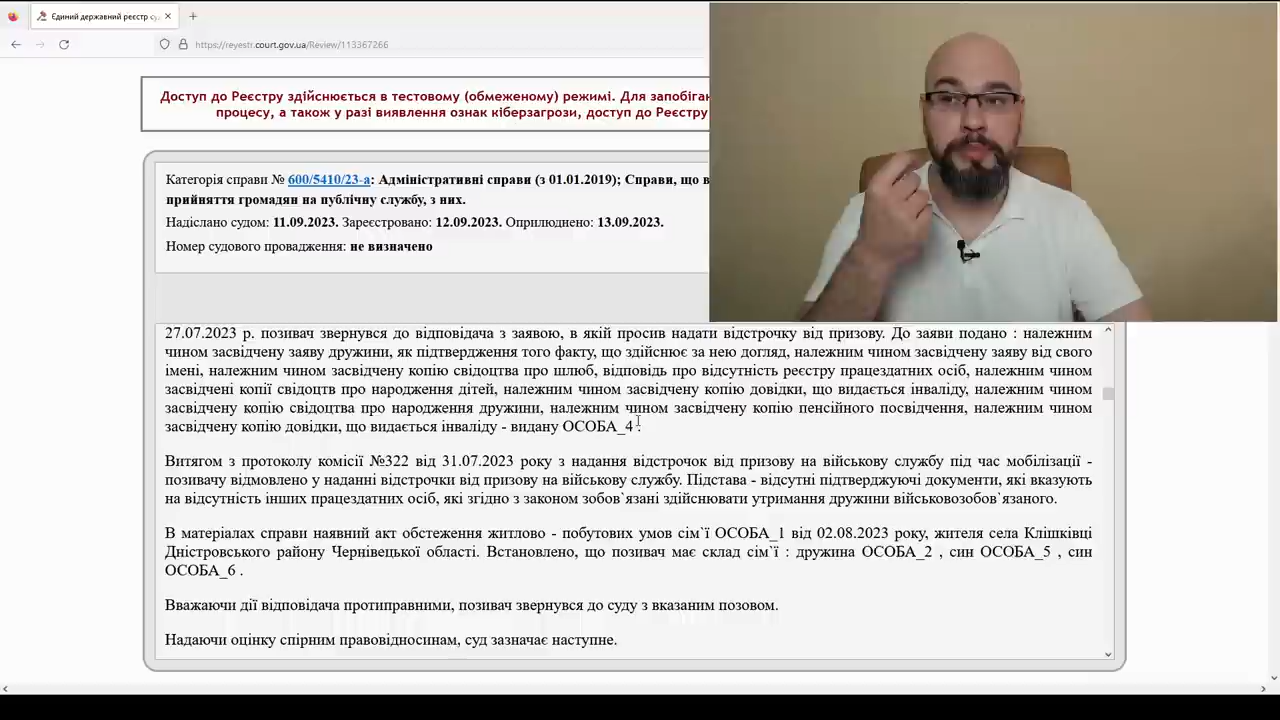 Єдиний державний реєстр су
https://reyestr.court.gov.ua/Review/113367266
Доступ до Реєстру здійснюється в тестовому (обмеженому) режимі. Для запобіган
процесу, а також у разі виявлення ознак кіберзагрози, доступ до Реєстру
Категорія справи № 600/5410/23-а: Адміністративні справи (з 01.01.2019); Справи, що в
прийняття громадян на публічну службу, з них.
Надіслано судом: 11.09.2023. Зареєстровано: 12.09.2023. Оприлюднено: 13.09.2023.
Номер судового провадження: не визначено
27.07.2023 р. позивач звернувся до відповідача з заявою, в якій просив надати відстрочку від призову. До заяви подано : належним
чином засвідчену заяву дружини, як підтвердження того факту, що здійснює за нею догляд, належним чином засвідчену заяву від свого
імені, належним чином засвідчену копію свідоцтва про шлюб, відповідь про відсутність реєстру працездатних осіб, належним чином
засвідчені копії свідоцтв про народження дітей, належним чином засвідчену копію довідки, що видається інваліду, належним чином
засвідчену копію свідоцтва про народження дружини, належним чином засвідчену копію пенсійного посвідчення, належним чином
засвідчену копію довідки, що видається інваліду - видану ОСОБА_4 .
Витягом з протоколу комісії №322 від 31.07.2023 року з надання відстрочок від призову на військову службу під час мобілізації -
позивачу відмовлено у наданні відстрочки від призову на військову службу. Підстава - відсутні підтверджуючі документи, які вказують
на відсутність інших працездатних осіб, які згідно з законом зобов`язані здійснювати утримання дружини військовозобов`язаного.
В матеріалах справи наявний акт обстеження житлово - побутових умов сім`ї ОСОБА_1 від 02.08.2023 року, жителя села Клішківці
Дністровського району Чернівецької області. Встановлено, що позивач має склад сім`ї : дружина ОСОБА_2 , син ОСОБА_5 , син
ОСОБА_6 .
Вважаючи дії відповідача протиправними, позивач звернувся до суду з вказаним позовом.
Надаючи оцінку спірним правовідносинам, суд зазначає наступне.